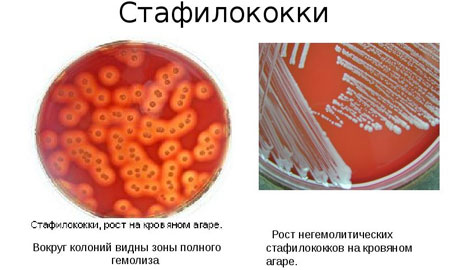 Стафилококки
Стафилококки, рост на кровяном агаре.
Вокруг колоний видны зоны полного
гемолиза
Рост негемолитических
стафилококков на кровяном
агаре.